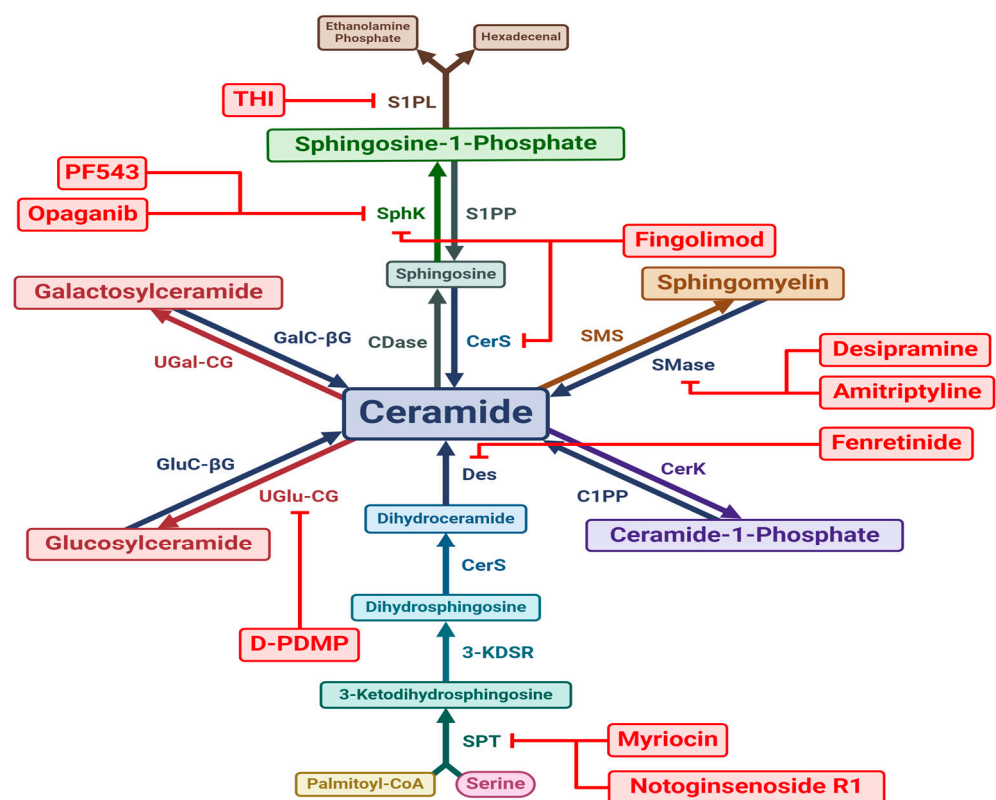 Ethanolamine
Phosphate
Hexadecenal
THI
S1PL
Sphingosine-1-Phosphate
PF543
Opaganib
SphK
S1PP
Fingolimod
Sphingosine
Sphingomyelin
Galactosylceramide
GalC-βG
CDase
CerS
SMS
UGal-CG
SMase
Desipramine
Amitriptyline
Ceramide
Fenretinide
GluC-βG
Des
CerK
UGlu-CG
C1PP
Dihydroceramide
Ceramide-1-Phosphate
Glucosylceramide
CerS
Dihydrosphingosine
D-PDMP
3-KDSR
3-Ketodihydrosphingosine
SPT
Myriocin
Palmitoyl-CoA
Serine
Notoginsenoside R1